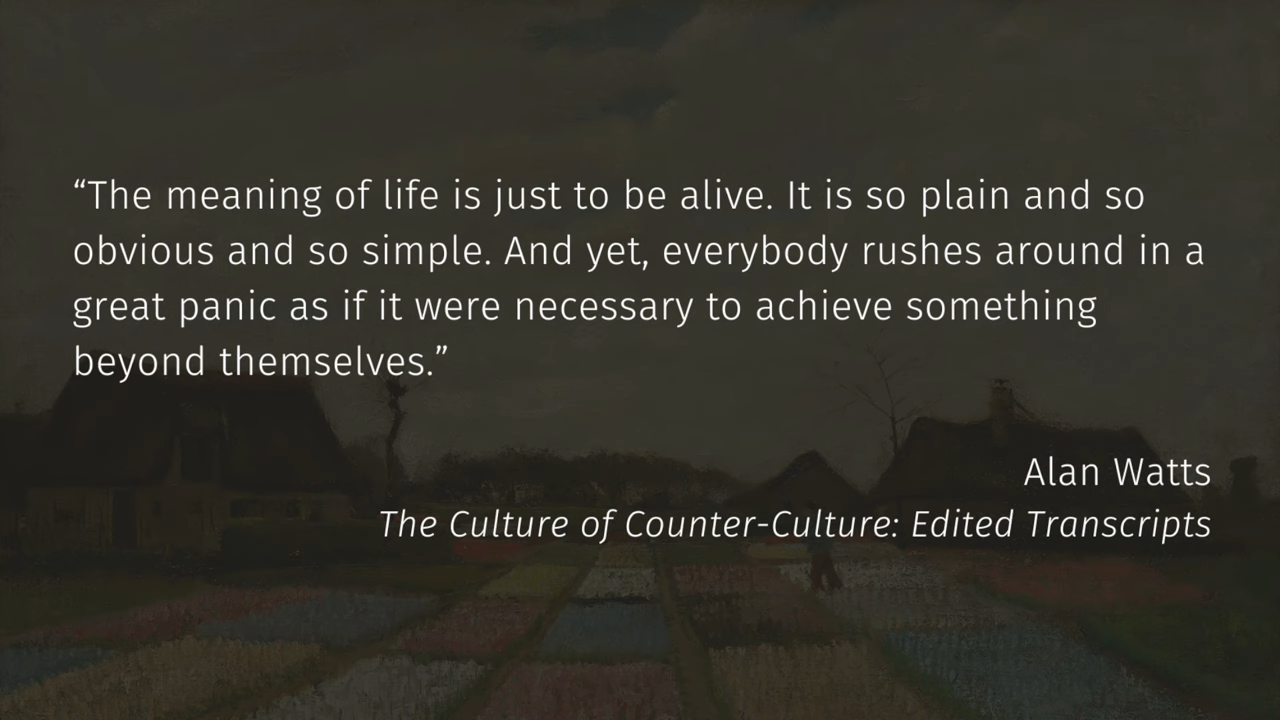 “The meaning of life is just to be alive. It is so plain and so
obvious and so simple. And yet, everybody rushes around in a
great panic as if it were necessary to achieve something
beyond themselves.”
Alan Watts
The Culture of Counter-Culture: Edited Transcripts